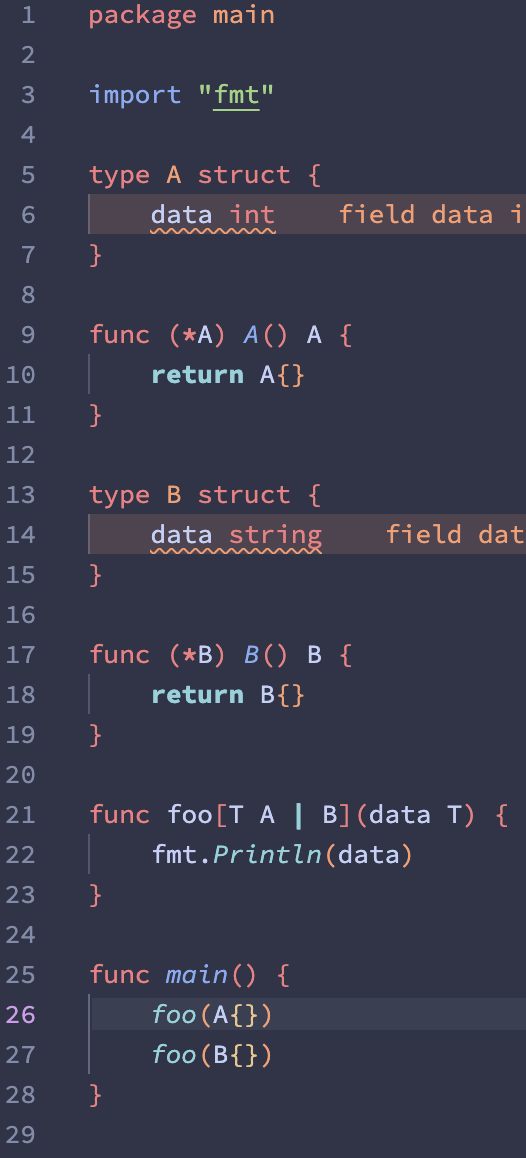 1 package main
2
3 import "fmt"
4
5 type A struct {
6 data int field data i
7 }
8
9 func (*A) A() A {
10 return A{}
11 }
12
13 type B struct {
14 data string field dat
15 }
16
17 func (*B) B() B {
18 return B{}
19 }
20
21 func foo[T A | B](data T) {
22 fmt.Println(data)
23 }
24
25 func main() {
26 foo(A{})
27 foo(B{})
28 }
29